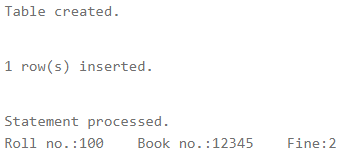 Table created.
1 row(s) inserted.
Statement processed.
Roll no.:100    Book no.:12345    Fine:2